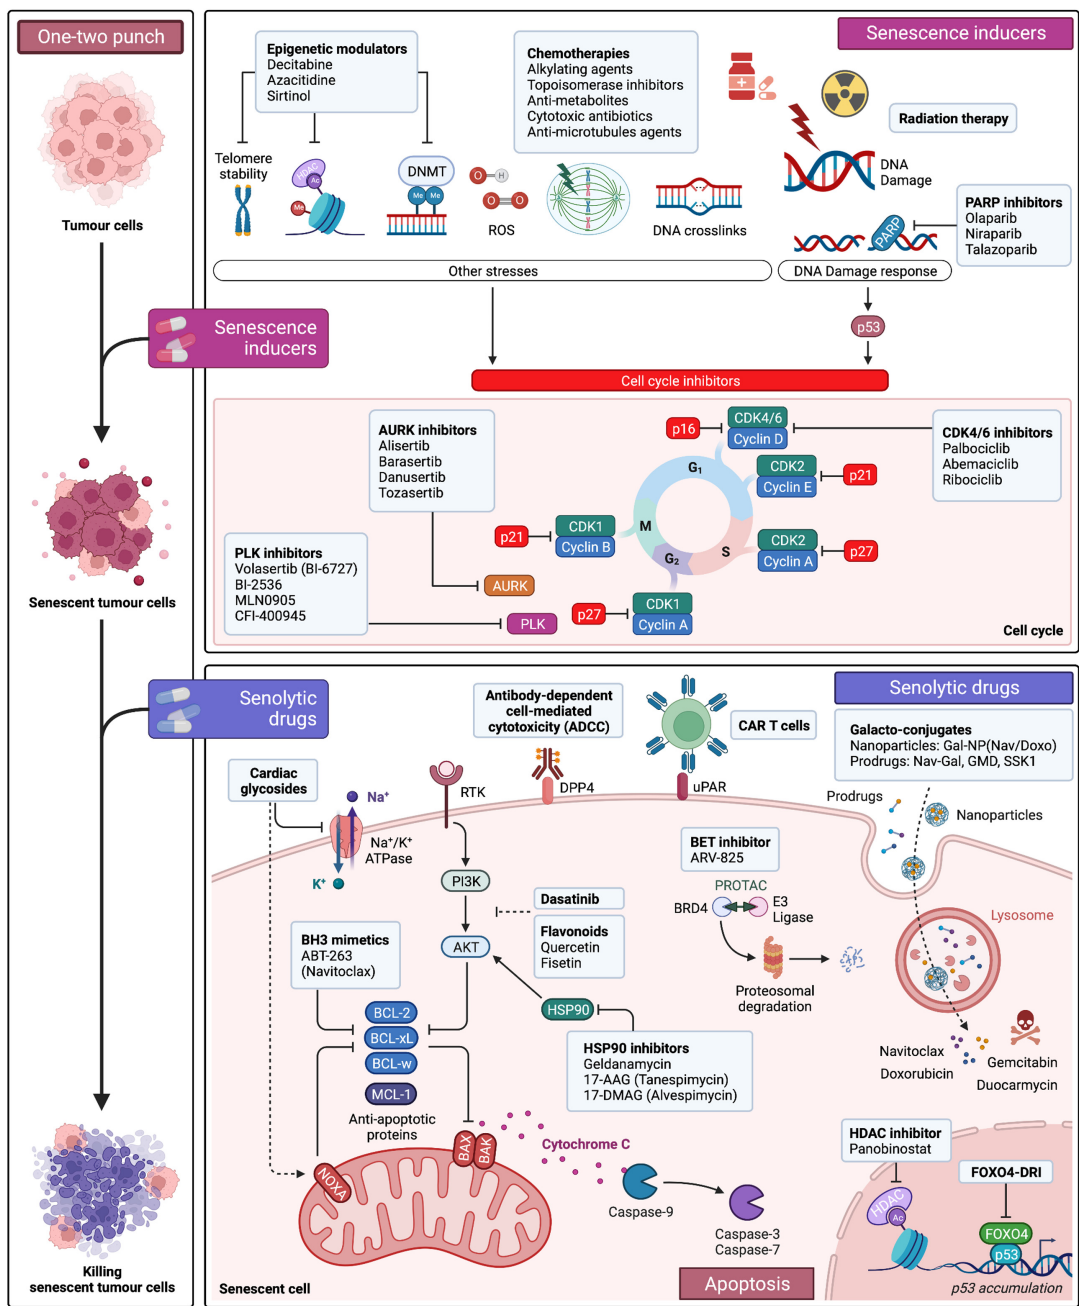 One-two punch
Tumour cells
Senescence
inducers
Senescent tumour cells
Senolytic
drugs
Killing
senescent tumour cells
Senescence inducers
Epigenetic modulators
Decitabine
Azacitidine
Sirtinol
Chemotherapies
Alkylating agents
Topoisomerase inhibitors
Anti-metabolites
Cytotoxic antibiotics
Anti-microtubules agents
Radiation therapy
Telomere
stability
HDAC
Ac
Me
DNMT
Me Me
O H
O O
ROS
DNA crosslinks
DNA
Damage
PARP
PARP inhibitors
Olaparib
Niraparib
Talazoparib
Other stresses
DNA Damage response
p53
Cell cycle inhibitors
AURK inhibitors
Alisertib
Barasertib
Danusertib
Tozasertib
p16
CDK4/6
Cyclin D
CDK4/6 inhibitors
Palbociclib
Abemaciclib
Ribociclib
CDK2
Cyclin E
p21
G1
M
S
G2
p21
CDK1
Cyclin B
CDK2
Cyclin A
p27
PLK inhibitors
Volasertib (BI-6727)
BI-2536
MLN0905
CFI-400945
AURK
PLK
p27
CDK1
Cyclin A
Cell cycle
Senolytic drugs
Antibody-dependent
cell-mediated
cytotoxicity (ADCC)
CAR T cells
Galacto-conjugates
Nanoparticles: Gal-NP(Nav/Doxo)
Prodrugs: Nav-Gal, GMD, SSK1
Cardiac
glycosides
Na+
Na+/K+
ATPase
K+
RTK
DPP4
uPAR
Prodrugs
Nanoparticles
PI3K
AKT
Dasatinib
Flavonoids
Quercetin
Fisetin
BET inhibitor
ARV-825
PROTAC
BRD4
E3
Ligase
Proteosomal
degradation
Lysosome
BH3 mimetics
ABT-263
(Navitoclax)
BCL-2
BCL-xL
BCL-w
MCL-1
Anti-apoptotic
proteins
HSP90
HSP90 inhibitors
Geldanamycin
17-AAG (Tanespimycin)
17-DMAG (Alvespimycin)
Navitoclax
Doxorubicin
Gemcitabin
Duocarmycin
NOXA
BAX
BAK
Cytochrome C
Caspase-9
Caspase-3
Caspase-7
HDAC inhibitor
Panobinostat
HDAC
Ac
FOXO4-DRI
FOXO4
p53
p53 accumulation
Senescent cell
Apoptosis